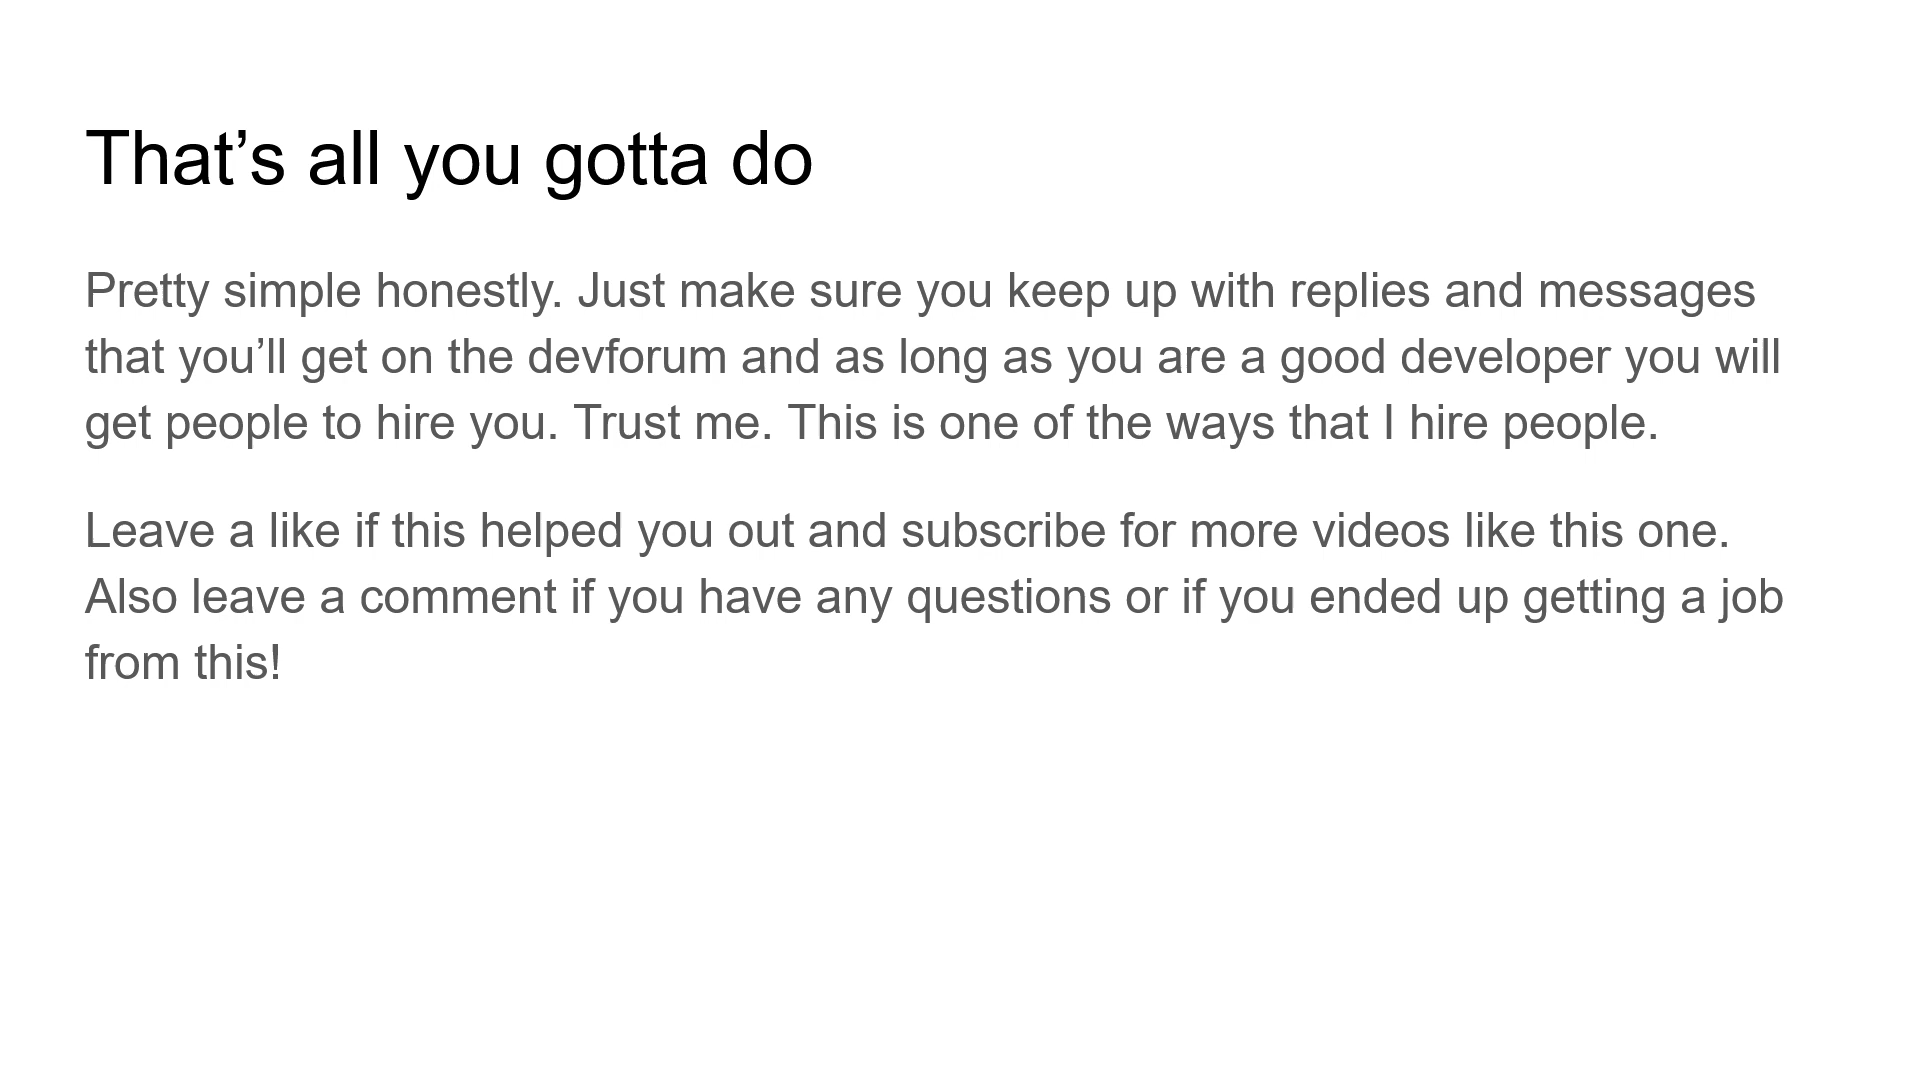 That’s all you gotta do
Pretty simple honestly. Just make sure you keep up with replies and messages
that you’ll get on the devforum and as long as you are a good developer you will
get people to hire you. Trust me. This is one of the ways that I hire people.
Leave a like if this helped you out and subscribe for more videos like this one.
Also leave a comment if you have any questions or if you ended up getting a job
from this!